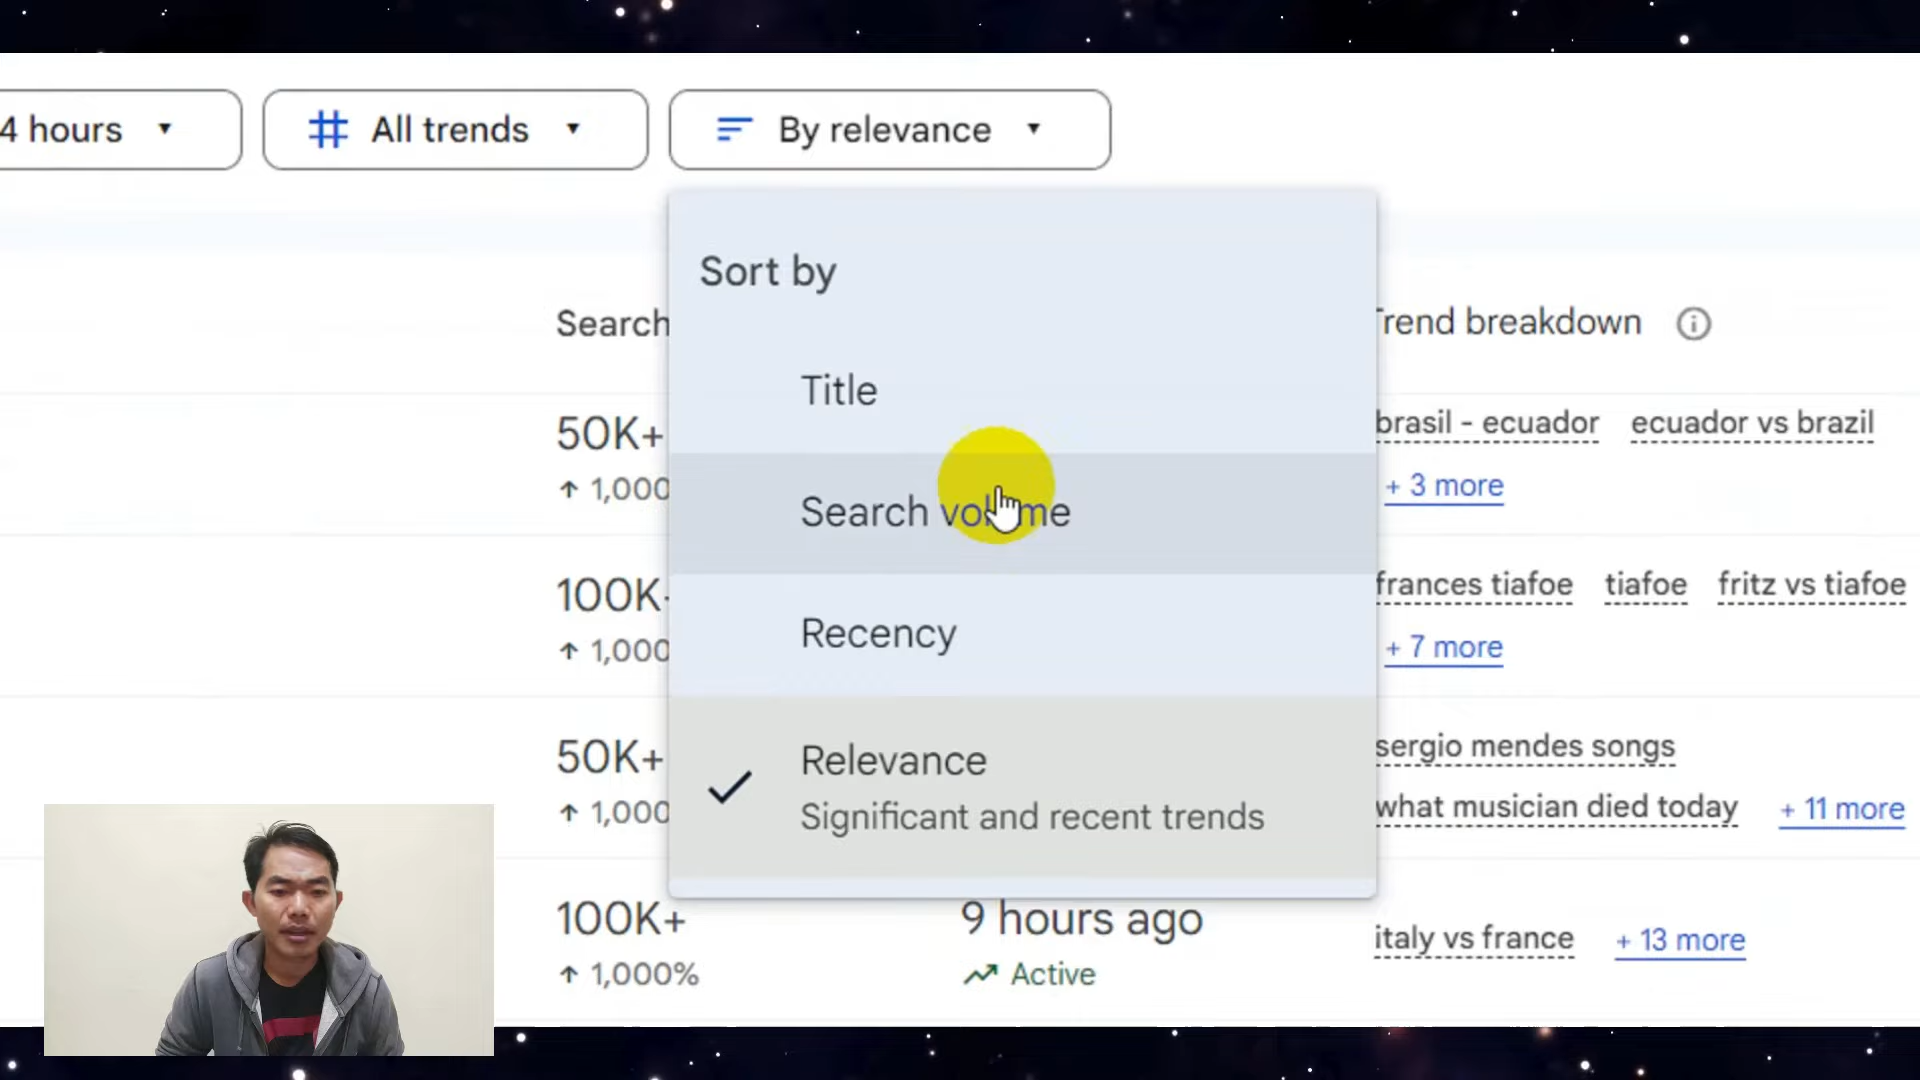 4 hours All trends By relevance
Sort by
Title
Search volume
Recency
Relevance
Significant and recent trends
Search
Trend breakdown
50K+
↑ 1,000
brasil - ecuador ecuador vs brazil
+ 3 more
100K
↑ 1,000
frances tiafoe tiafoe fritz vs tiafoe
+ 7 more
50K+
↑ 1,000
sergio mendes songs
what musician died today + 11 more
100K+
↑ 1,000%
9 hours ago
Active
italy vs france + 13 more